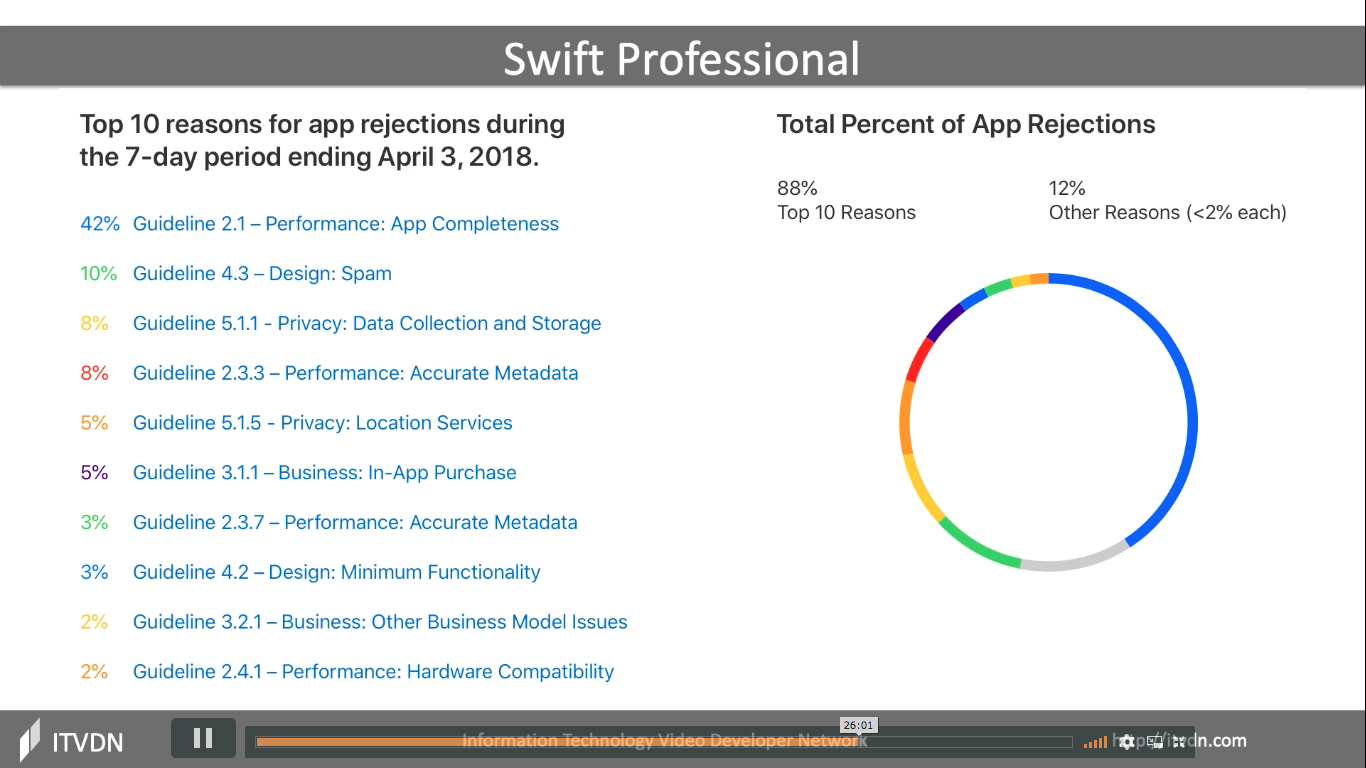 Swift Professional
Top 10 reasons for app rejections during
the 7-day period ending April 3, 2018.
42% Guideline 2.1 – Performance: App Completeness
10% Guideline 4.3 – Design: Spam
8% Guideline 5.1.1 - Privacy: Data Collection and Storage
8% Guideline 2.3.3 – Performance: Accurate Metadata
5% Guideline 5.1.5 - Privacy: Location Services
5% Guideline 3.1.1 – Business: In-App Purchase
3% Guideline 2.3.7 – Performance: Accurate Metadata
3% Guideline 4.2 – Design: Minimum Functionality
2% Guideline 3.2.1 – Business: Other Business Model Issues
2% Guideline 2.4.1 – Performance: Hardware Compatibility
Total Percent of App Rejections
88%
Top 10 Reasons
12%
Other Reasons (<2% each)
26:01
ITVDN
Information Technology Video Developer Network